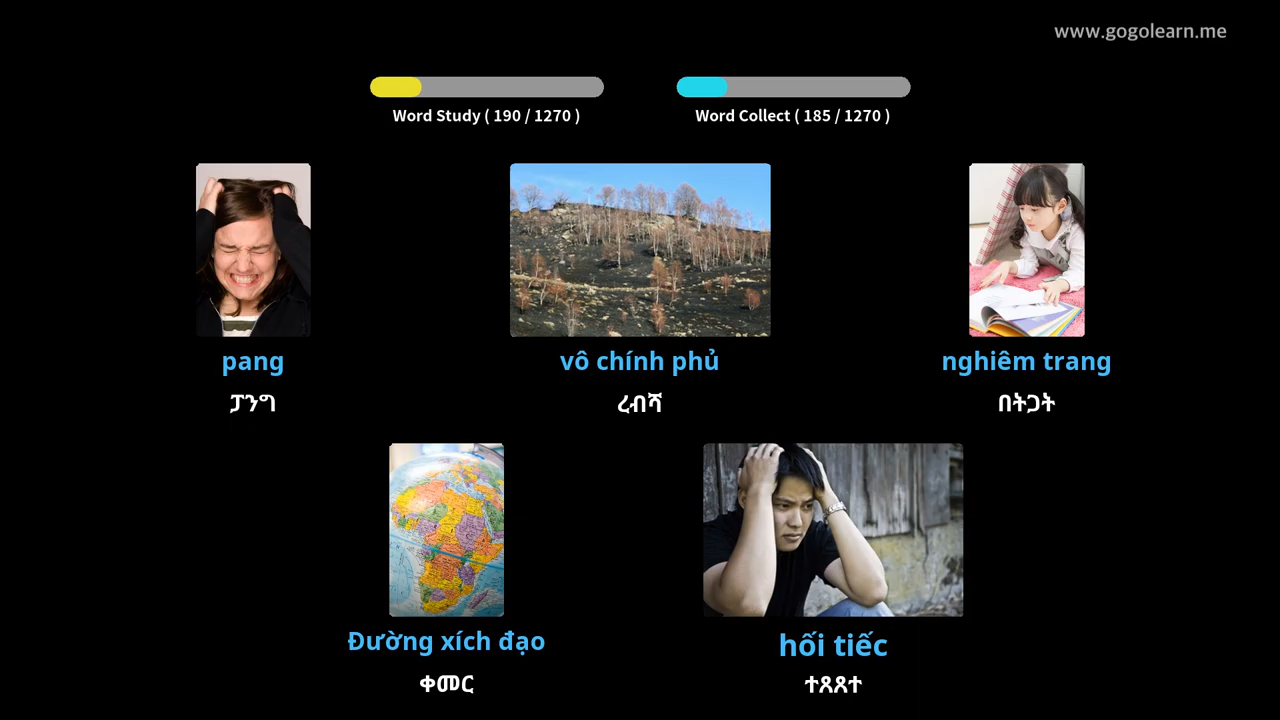 www.gogolearn.me
Word Study ( 190 / 1270 )
Word Collect ( 185 / 1270 )
pang
vô chính phủ
nghiêm trang
ፓንግ
ረብሻ
በትጋት
Đường xích đạo
hối tiếc
ቀመር
ተጸጸተ